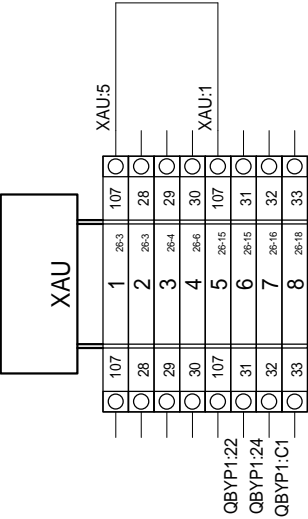 XAU:5
XAU:1
XAU
107 1 26-3 107
28 2 26-3 28
29 3 26-4 29
30 4 26-6 30
107 5 26-15 107
31 6 26-15 31
32 7 26-16 32
33 8 26-18 33
QBYP1:22
QBYP1:24
QBYP1:C1